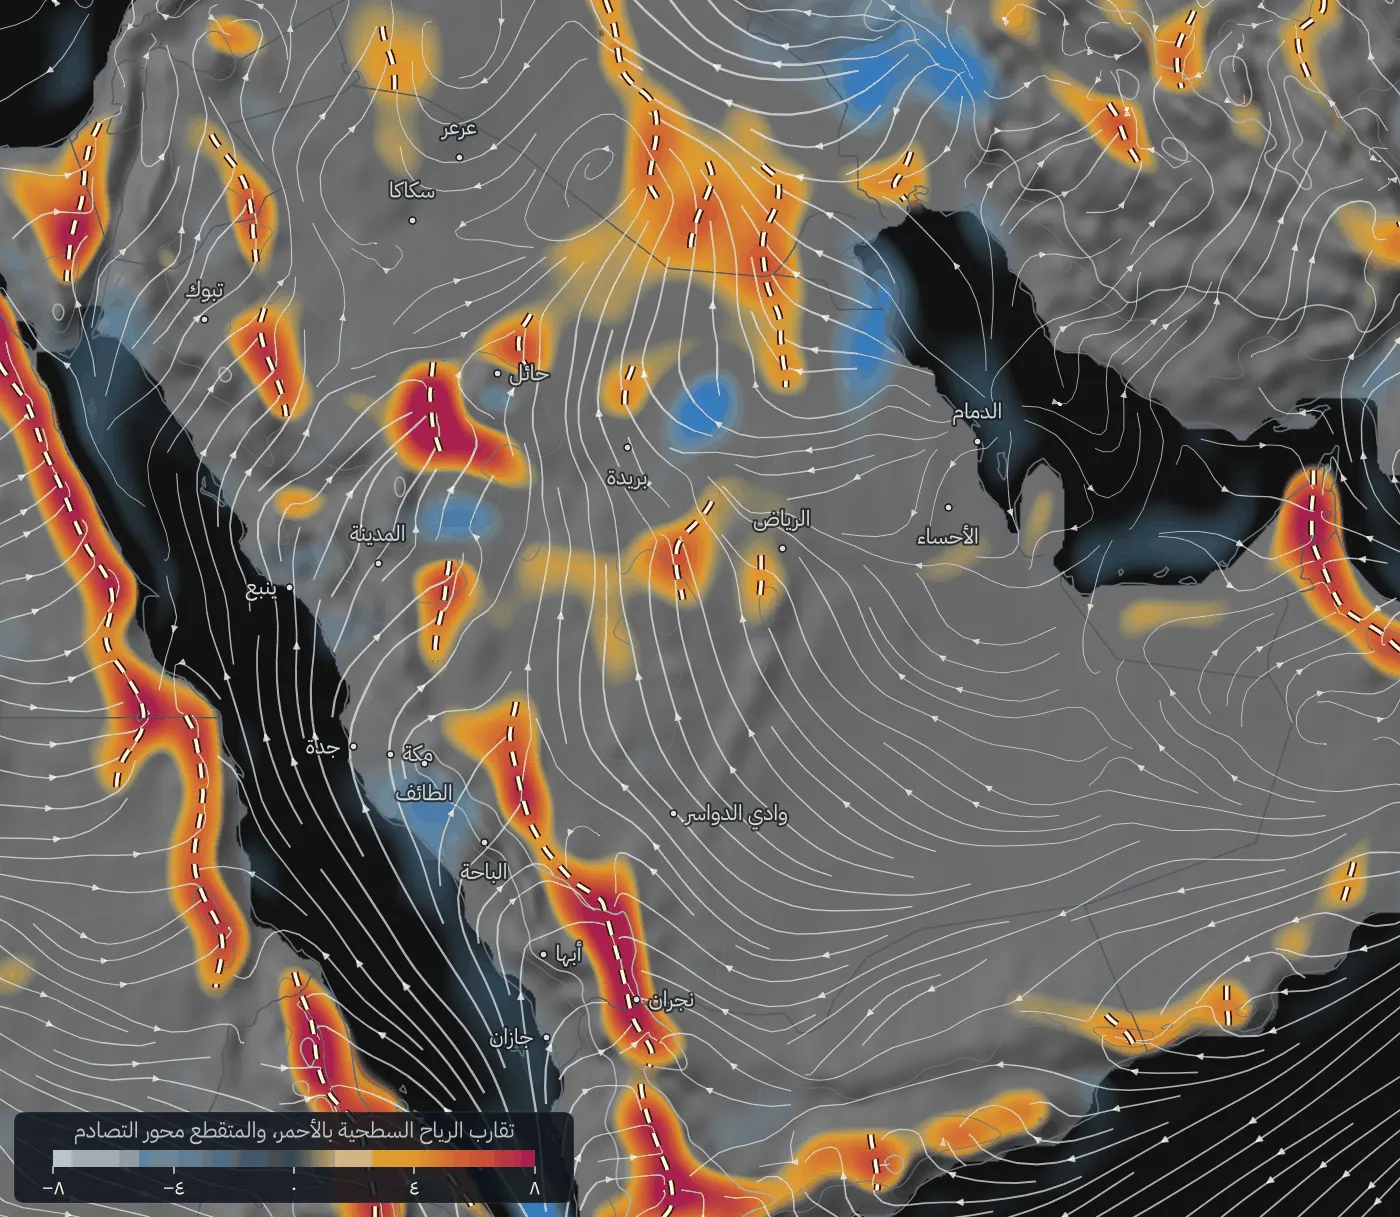 عرعر
سكاكا
تبوك
حائل
الدمام
بريدة
الرياض
الأحساء
المدينة
ينبع
جدة
مكة
الطائف
وادي الدواسر
الباحة
أبها
نجران
جازان
تقارب الرياح السطحية بالأحمر، والمتقطع محور التصادم
−٨ −٤ ٠ ٤ ٨